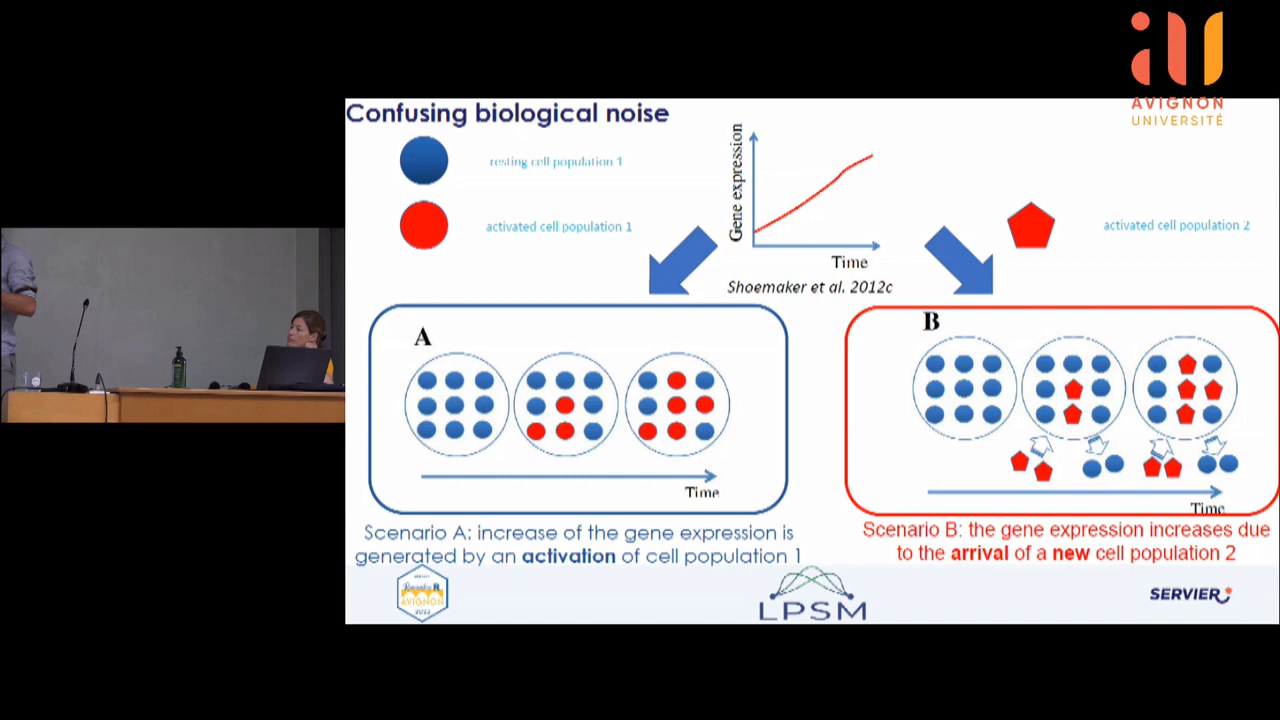 AVIGNON
UNIVERSITÉ
Confusing biological noise
resting cell population 1
activated cell population 1
Gene expression
Time
Shoemaker et al. 2012c
activated cell population 2
A
Time
Scenario A: increase of the gene expression is
generated by an activation of cell population 1
B
Time
Scenario B: the gene expression increases due
to the arrival of a new cell population 2
AVIGNON
LPSM
SERVIER